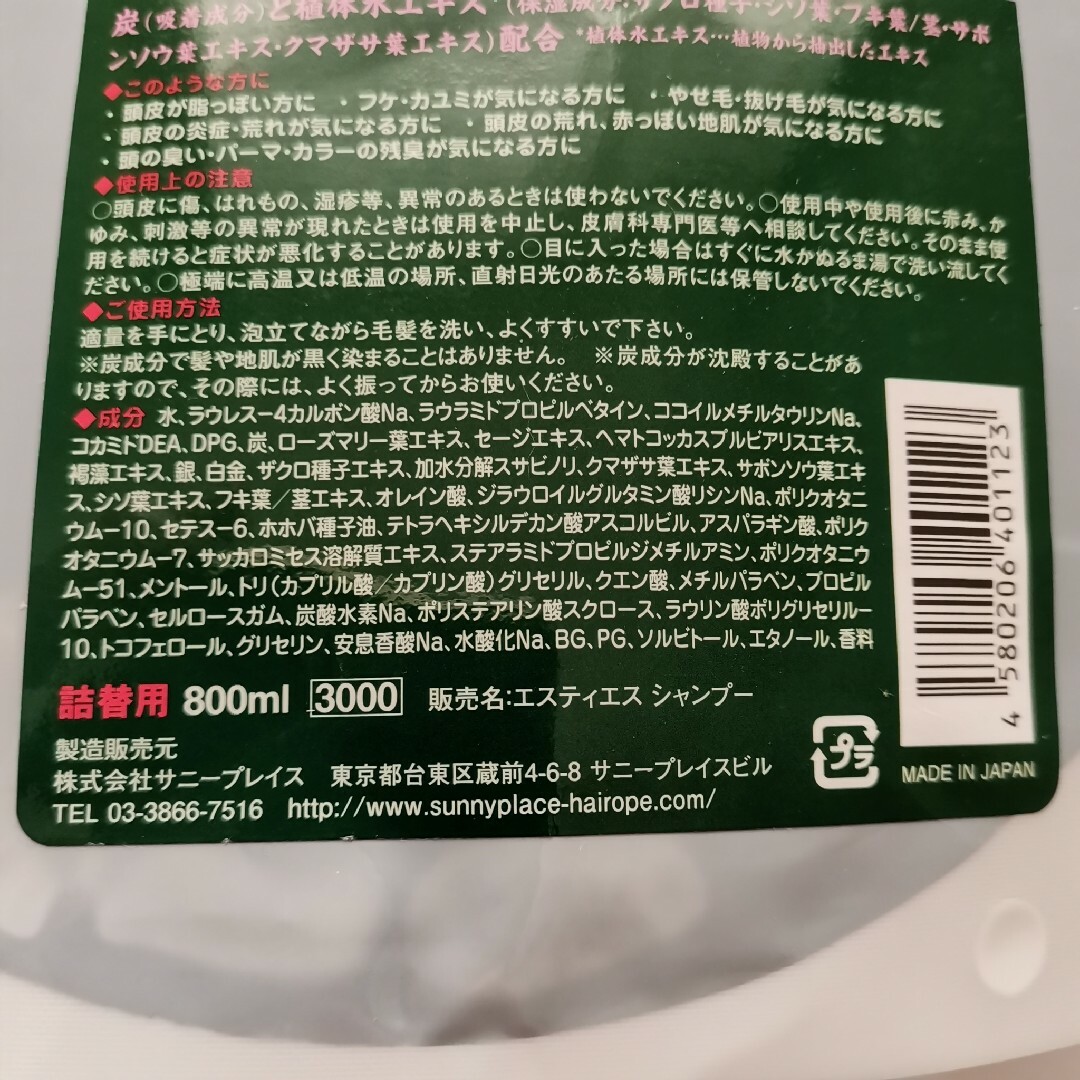 炭(吸着成分)と植体水エキス*(保湿成分・ザクロ種子・シソ葉・フキ葉/茎・サボ
ンソウ葉エキス・クマザサ葉エキス)配合 *植体水エキス…植物から抽出したエキス
◆このような方に
・頭皮が脂っぽい方に ・フケ・カユミが気になる方に ・やせ毛・抜け毛が気になる方に
・頭皮の炎症・荒れが気になる方に ・頭皮の荒れ、赤っぽい地肌が気になる方に
・頭の臭い・パーマ・カラーの残臭が気になる方に
◆使用上の注意
○頭皮に傷、はれもの、湿疹等、異常のあるときは使わないでください。○使用中や使用後に赤み、か
ゆみ、刺激等の異常が現れたときは使用を中止し、皮膚科専門医等へ相談してください。そのまま使
用を続けると症状が悪化することがあります。○目に入った場合はすぐに水かぬるま湯で洗い流してく
ださい。○極端に高温又は低温の場所、直射日光のあたる場所には保管しないでください。
◆ご使用方法
適量を手にとり、泡立てながら毛髪を洗い、よくすすいで下さい。
※炭成分で髪や地肌が黒く染まることはありません。 ※炭成分が沈殿することがあ
りますので、その際には、よく振ってからお使いください。
◆成分 水、ラウレスー4カルボン酸Na、ラウラミドプロピルベタイン、ココイルメチルタウリンNa、
コカミドDEA、DPG、炭、ローズマリー葉エキス、セージエキス、ヘマトコッカスプルビアリスエキス、
褐藻エキス、銀、白金、ザクロ種子エキス、加水分解スサビノリ、クマザサ葉エキス、サボンソウ葉エキ
ス、シソ葉エキス、フキ葉／茎エキス、オレイン酸、ジラウロイルグルタミン酸リシンNa、ポリクオタニ
ウムー10、セテスー6、ホホバ種子油、テトラヘキシルデカン酸アスコルビル、アスパラギン酸、ポリク
オタニウムー7、サッカロミセス溶解質エキス、ステアラミドプロピルジメチルアミン、ポリクオタニウ
ムー51、メントール、トリ(カプリル酸／カプリン酸)グリセリル、クエン酸、メチルパラベン、プロピル
パラベン、セルロースガム、炭酸水素Na、ポリステアリン酸スクロース、ラウリン酸ポリグリセリルー
10、トコフェロール、グリセリン、安息香酸Na、水酸化Na、BG、PG、ソルビトール、エタノール、香料
詰替用 800ml 3000 販売名:エスティエス シャンプー
製造販売元
株式会社サニープレイス 東京都台東区蔵前4-6-8 サニープレイスビル
TEL 03-3866-7516 http://www.sunnyplace-hairope.com/
4 580206 401123
プラ
MADE IN JAPAN